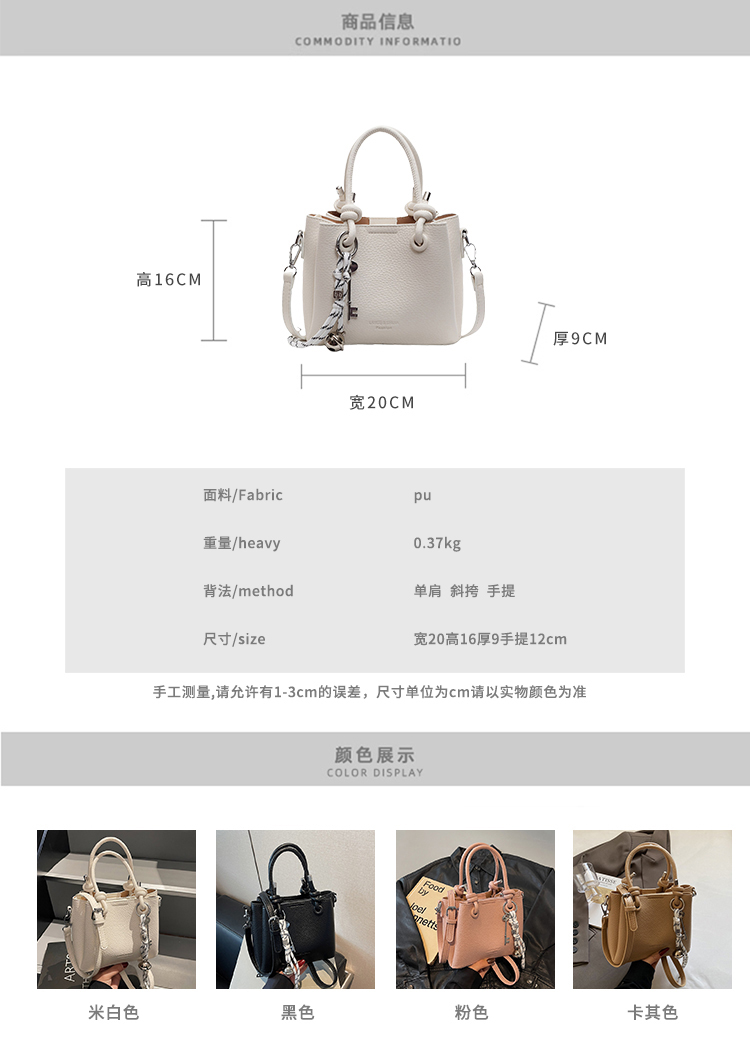 商品信息
COMMODITY INFORMATIO
高16CM
厚9CM
宽20CM
面料/Fabric
pu
重量/heavy
0.37kg
背法/method
单肩 斜挎 手提
尺寸/size
宽20高16厚9手提12cm
手工测量,请允许有1-3cm的误差，尺寸单位为cm请以实物颜色为准
颜色展示
COLOR DISPLAY
Food
by
米白色
黑色
粉色
卡其色